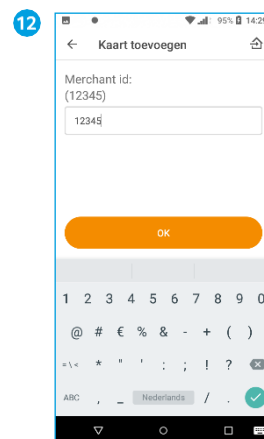 12
95% 14:29
Kaart toevoegen
Merchant id:
(12345)
12345
OK
1 2 3 4 5 6 7 8 9 0
@ # € % & - + ( )
= \ < * " ' : ; ! ?
ABC , _ Nederlands / .